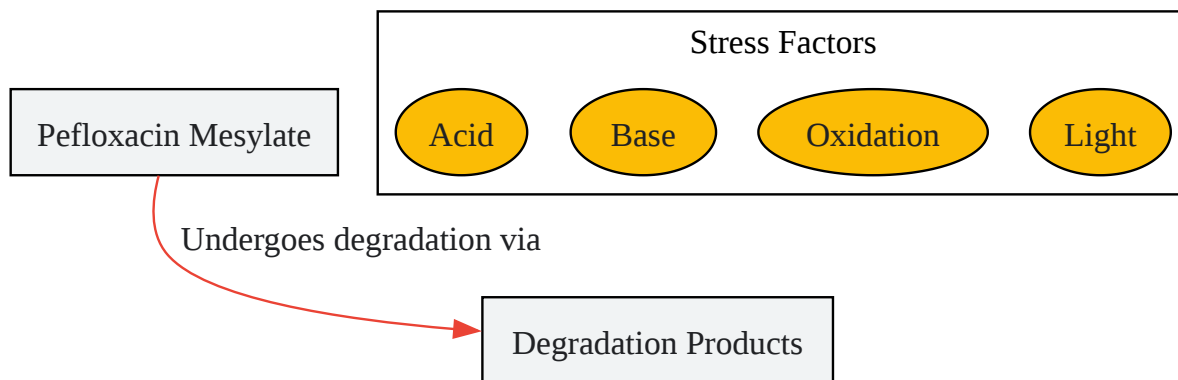 Stress Factors
Pefloxacin Mesylate
Acid
Base
Oxidation
Light
Undergoes degradation via
Degradation Products